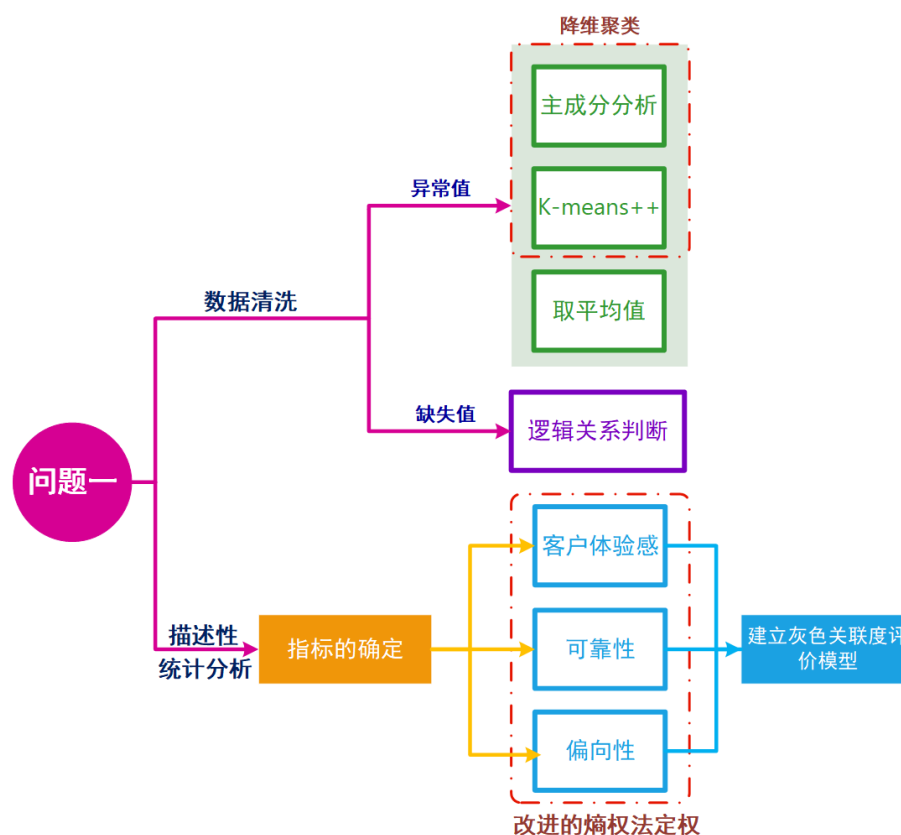 降维聚类
主成分分析
异常值
K-means++
数据清洗
取平均值
缺失值
逻辑关系判断
问题一
客户体验感
描述性
统计分析
指标的确定
可靠性
建立灰色关联度评
价模型
偏向性
改进的熵权法定权